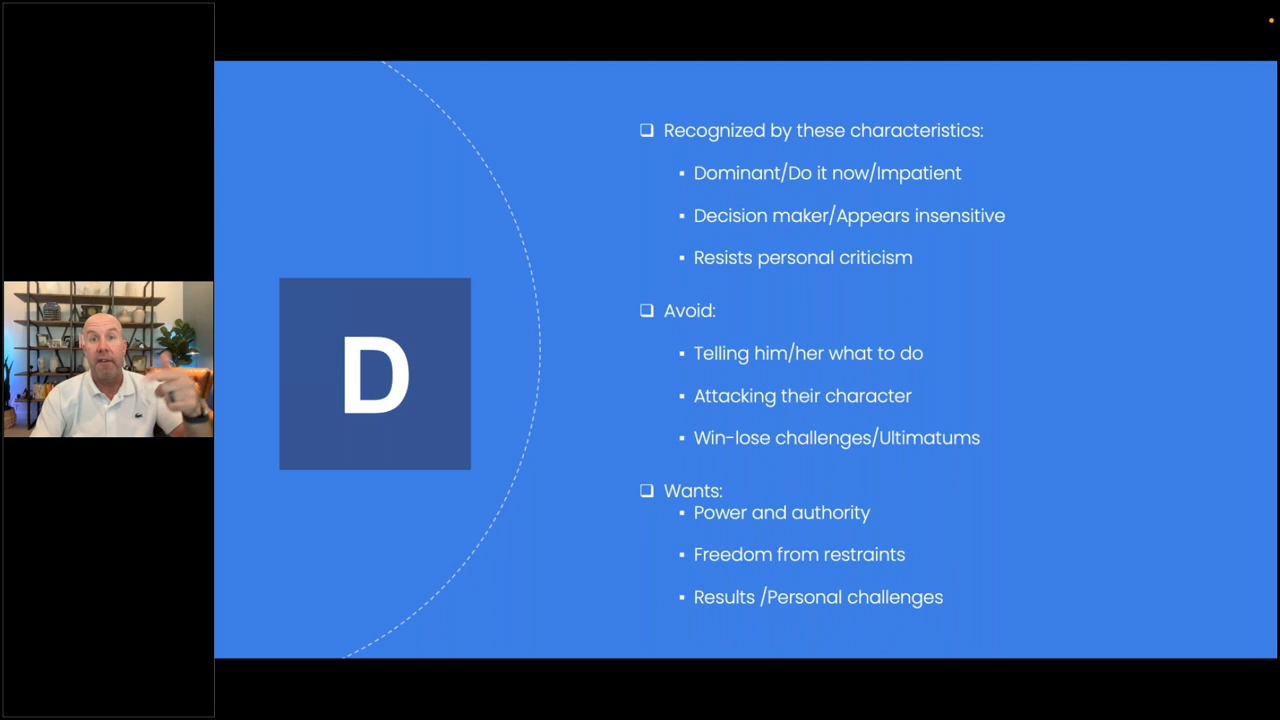 D
Recognized by these characteristics:
Dominant/Do it now/Impatient
Decision maker/Appears insensitive
Resists personal criticism
Avoid:
Telling him/her what to do
Attacking their character
Win-lose challenges/Ultimatums
Wants:
Power and authority
Freedom from restraints
Results /Personal challenges